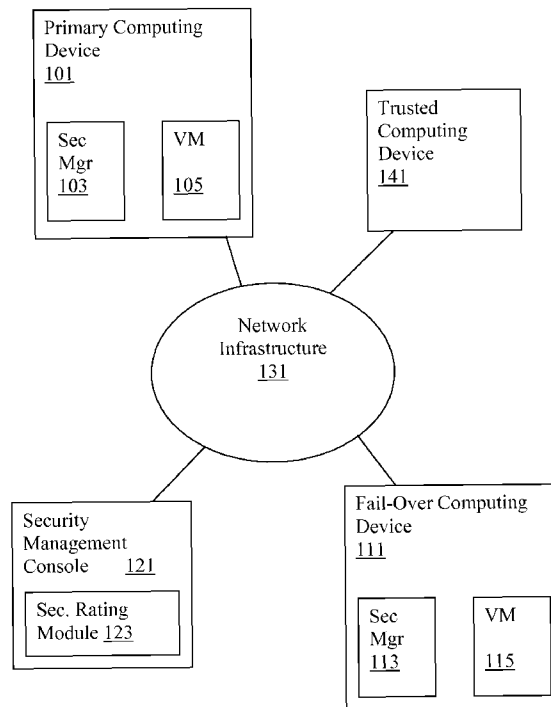 Primary Computing
Device
101
Sec
Mgr
103
VM
105
Trusted
Computing
Device
141
Network
Infrastructure
131
Security
Management
Console 121
Sec. Rating
Module 123
Fail-Over Computing
Device
111
Sec
Mgr
113
VM
115